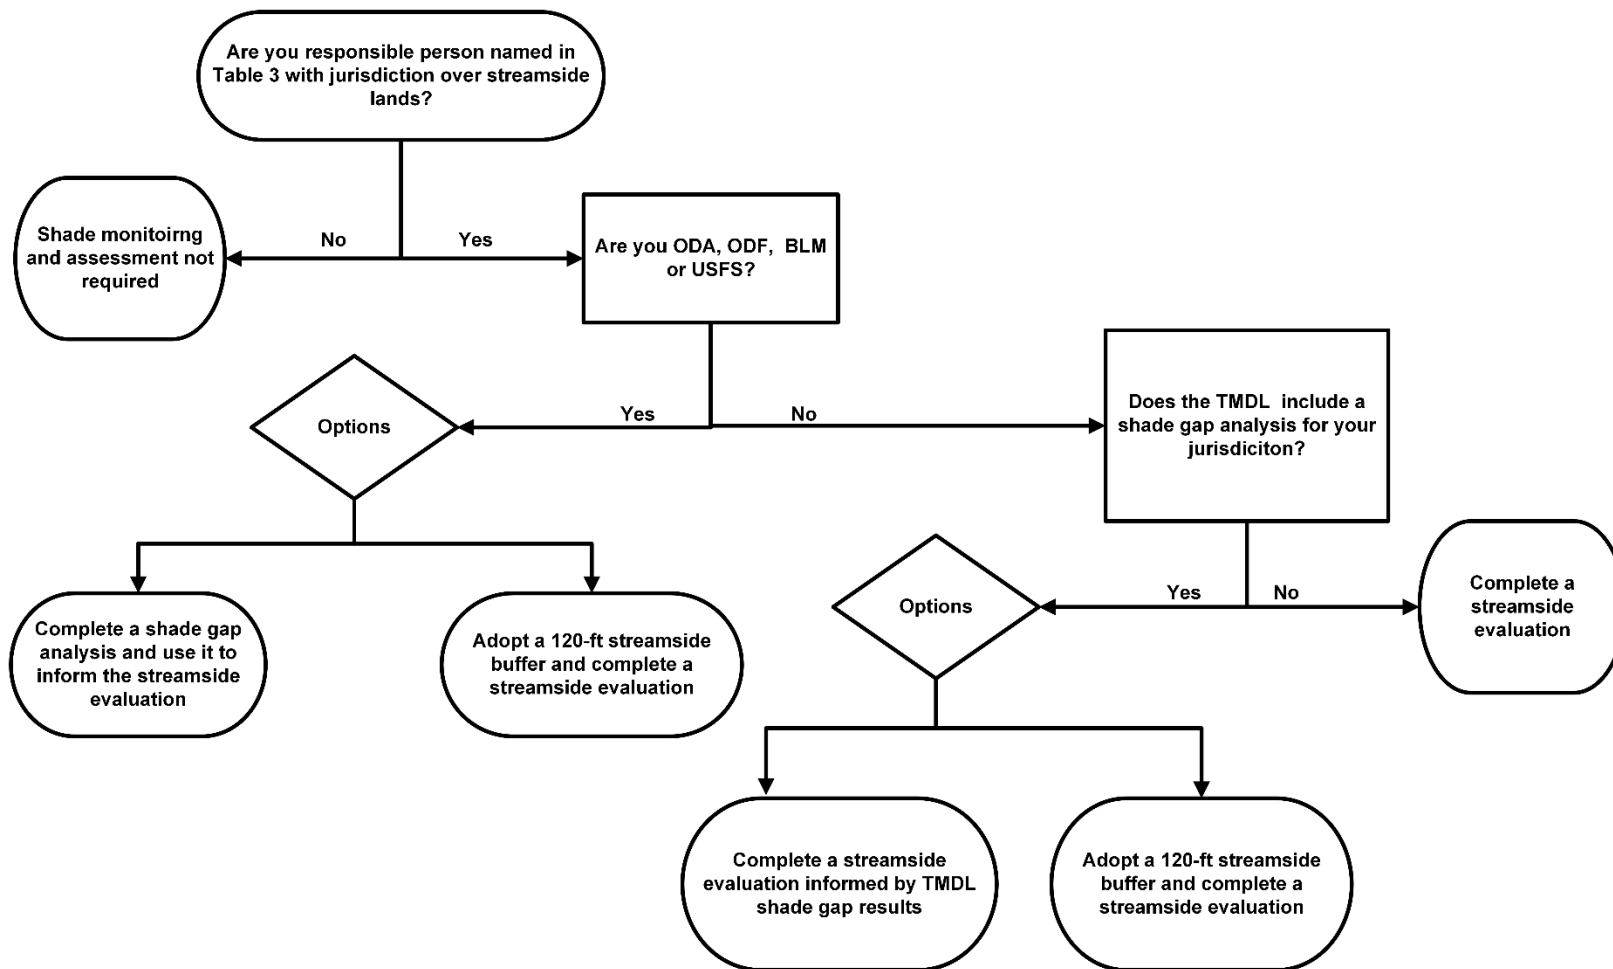 Are you responsible person named in
Table 3 with jurisdiction over streamside
lands?
No
Yes
Shade monitoirng
and assessment not
required
Are you ODA, ODF, BLM
or USFS?
Yes
No
Options
Does the TMDL include a
shade gap analysis for your
jurisdiciton?
Yes
No
Options
Complete a
streamside
evaluation
Complete a shade gap
analysis and use it to
inform the streamside
evaluation
Adopt a 120-ft streamside
buffer and complete a
streamside evaluation
Complete a streamside
evaluation informed by TMDL
shade gap results
Adopt a 120-ft streamside
buffer and complete a
streamside evaluation